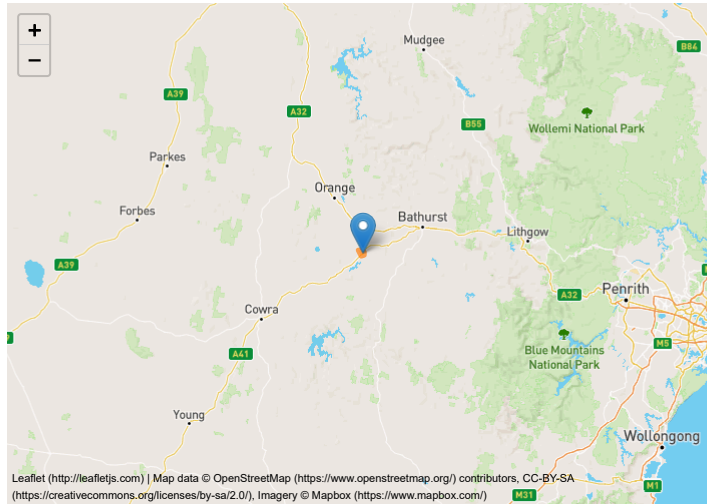 +
−
Mudgee
B84
A39
A32
B55
Wollemi National Park
Parkes
Orange
Forbes
Bathurst
Lithgow
A39
A32
Penrith
Cowra
M5
A41
Blue Mountains
National Park
Young
Wollongong
M31
M1
Leaflet (http://leafletjs.com) | Map data © OpenStreetMap (https://www.openstreetmap.org/) contributors, CC-BY-SA
(https://creativecommons.org/licenses/by-sa/2.0/), Imagery © Mapbox (https://www.mapbox.com/)